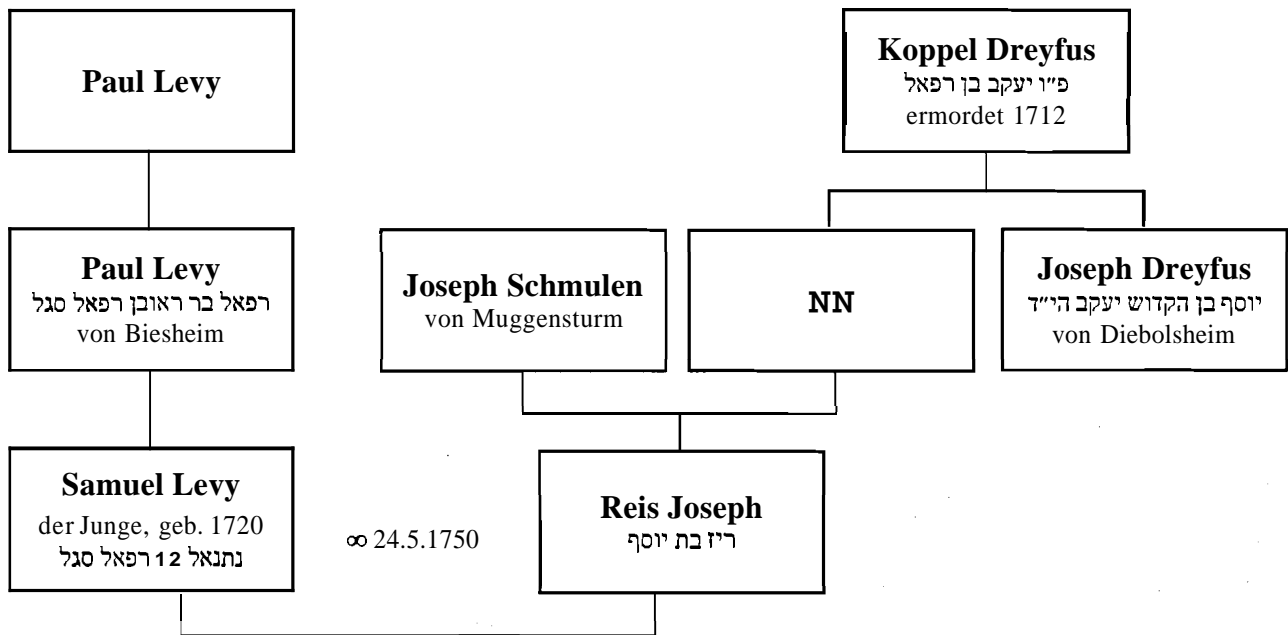 Paul Levy
Koppel Dreyfus
פ״ו יעקב בן רפאל
ermordet 1712
Paul Levy
רפאל בר ראובן רפאל סגל
von Biesheim
Joseph Schmulen
von Muggensturm
NN
Joseph Dreyfus
יוסף בן הקדוש יעקב הי״ד
von Diebolsheim
Samuel Levy
der Junge, geb. 1720
נתנאל 12 רפאל סגל
∞ 24.5.1750
Reis Joseph
ריז בת יוסף